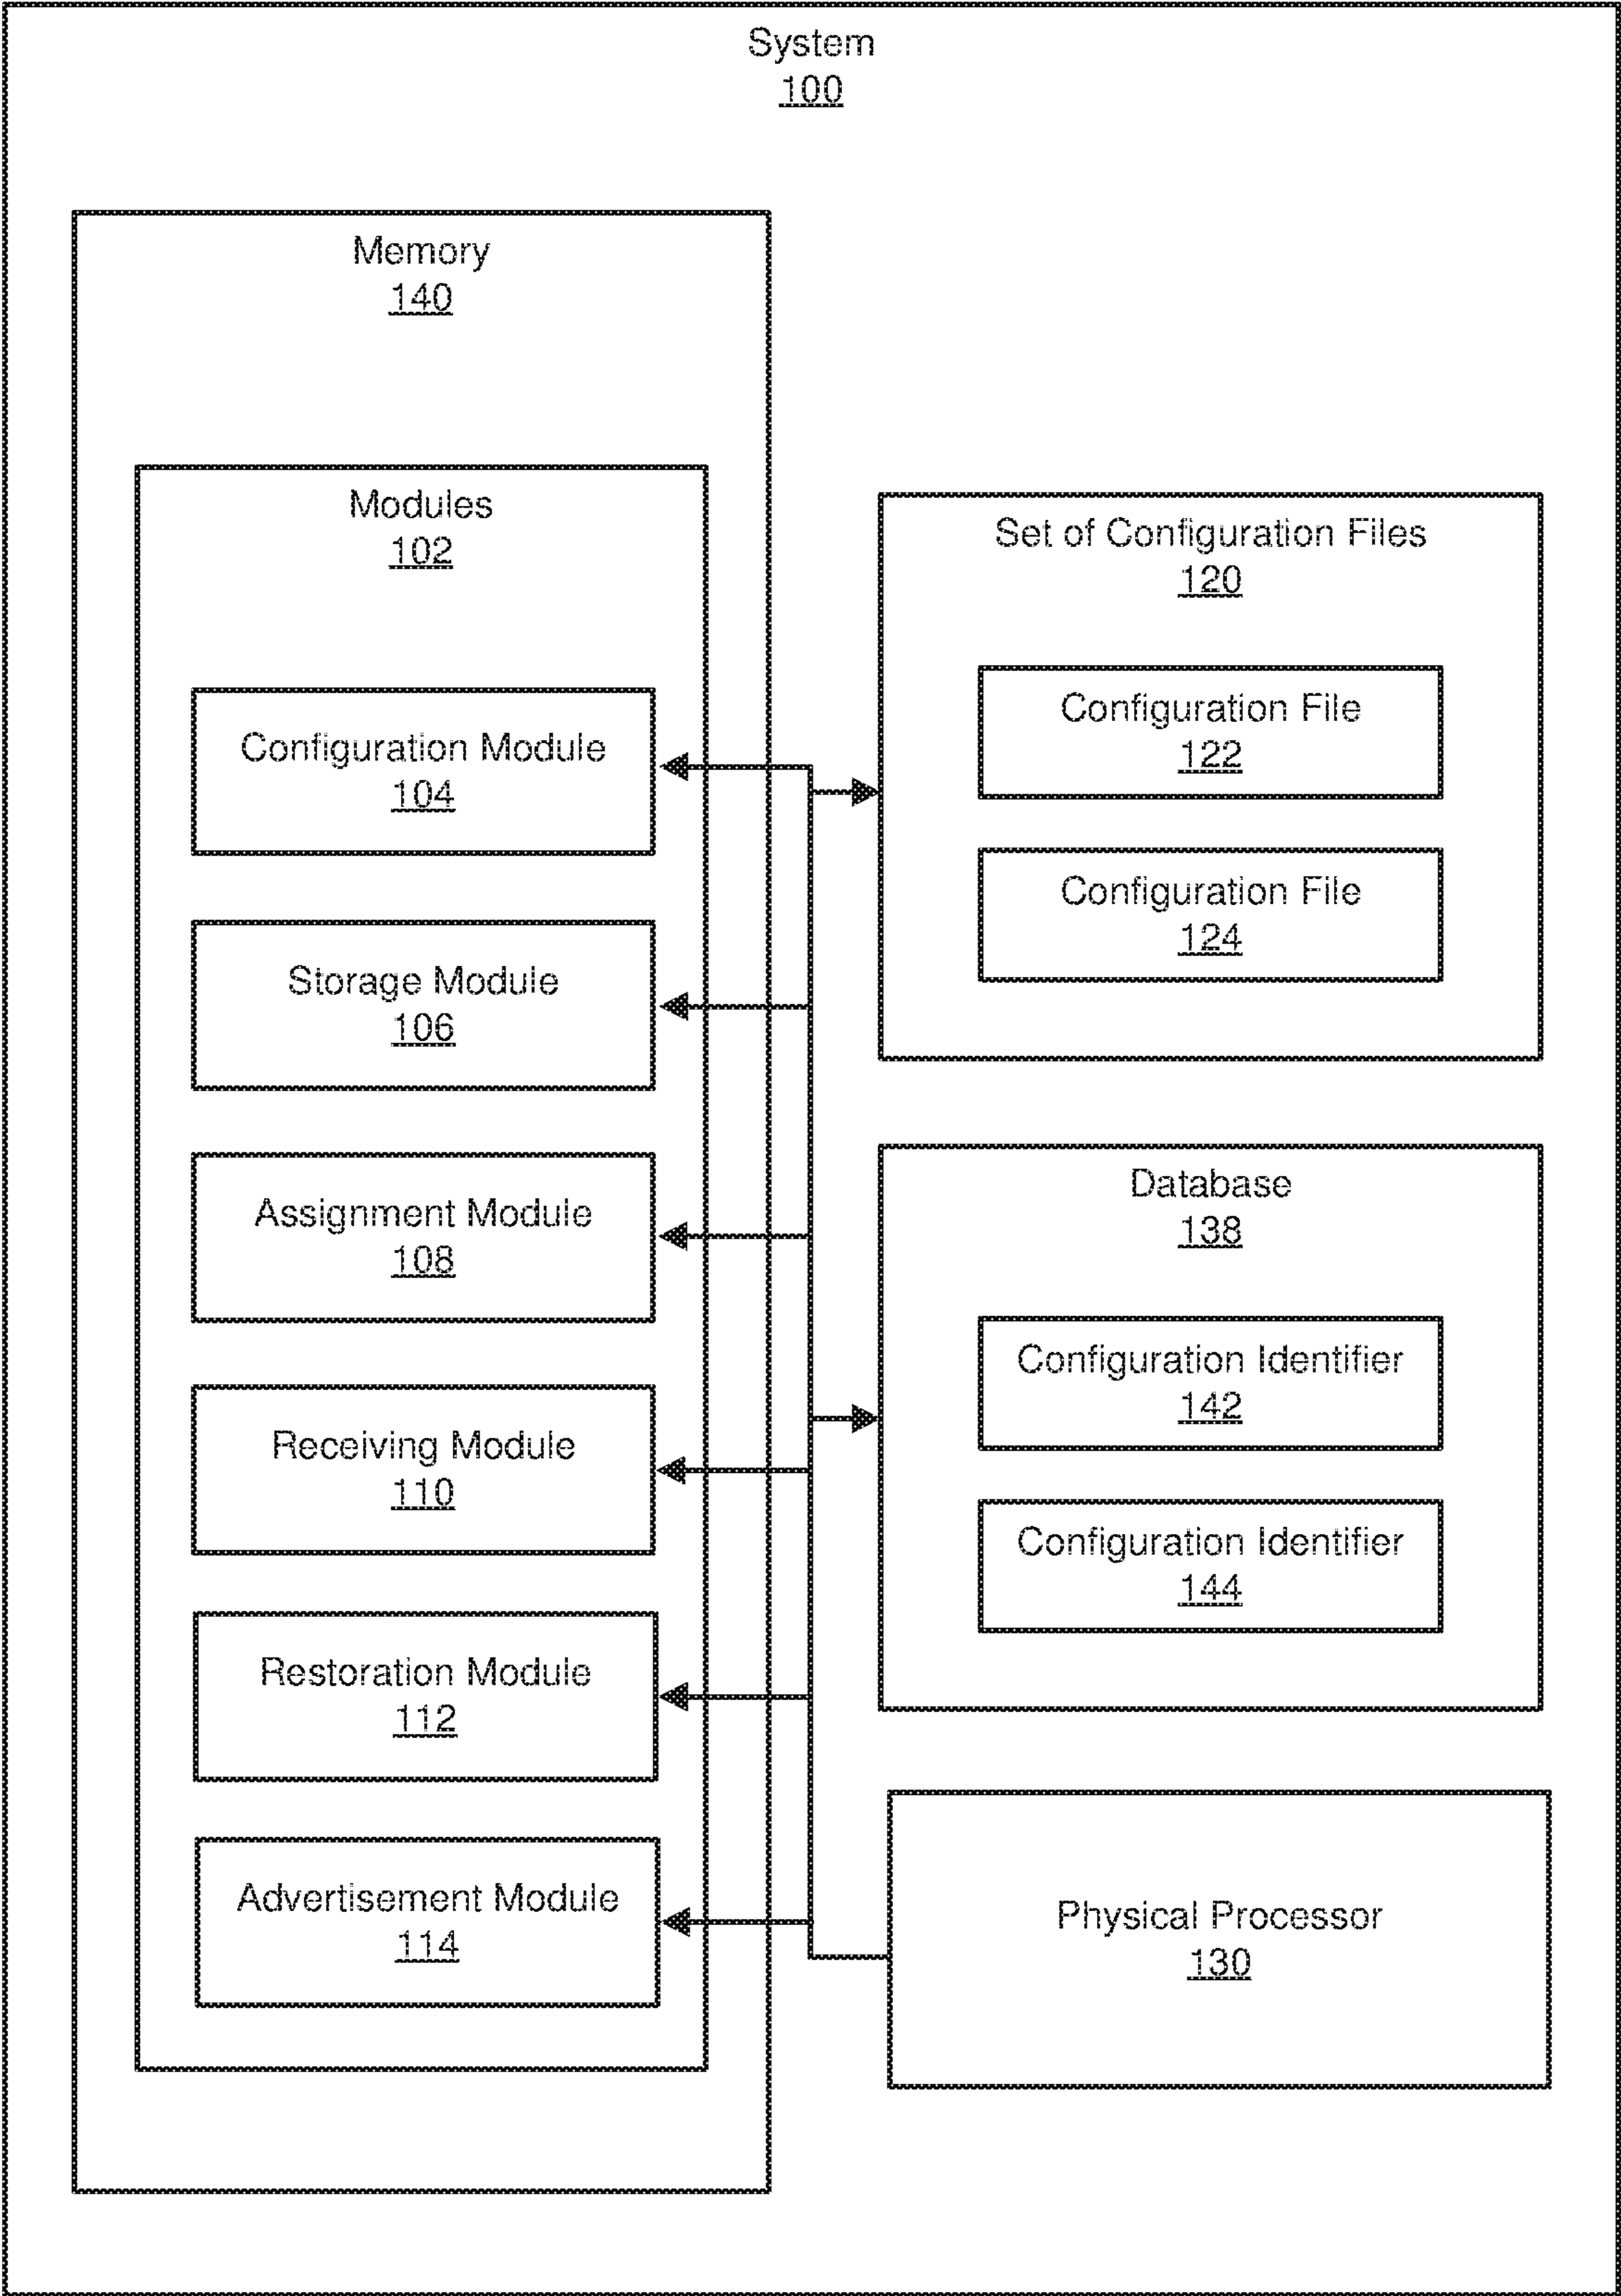 System
100
Memory
140
Modules
102
Configuration Module
104
Storage Module
106
Assignment Module
108
Receiving Module
110
Restoration Module
112
Advertisement Module
114
Set of Configuration Files
120
Configuration File
122
Configuration File
124
Database
138
Configuration Identifier
142
Configuration Identifier
144
Physical Processor
130